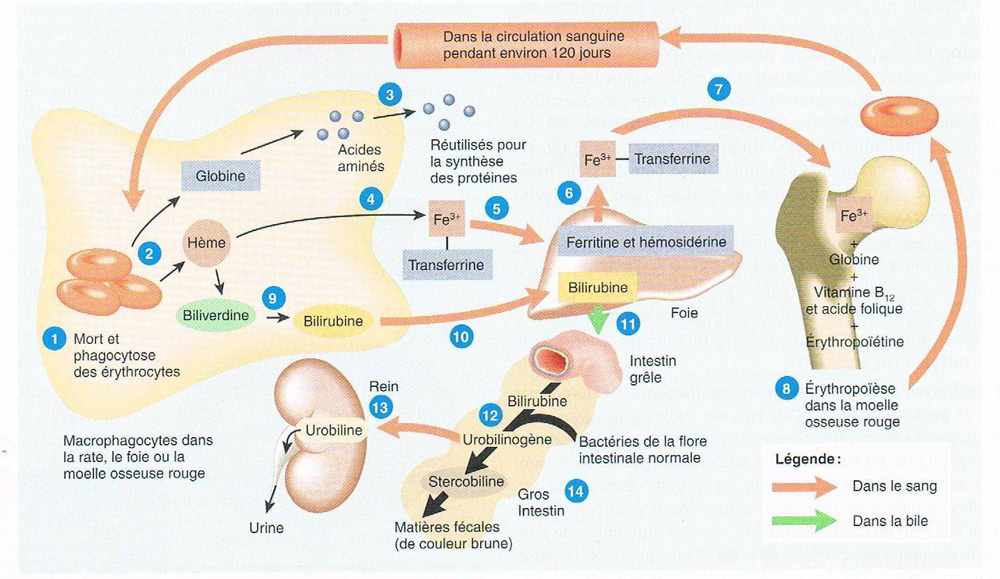 Dans la circulation sanguine
pendant environ 120 jours
3
7
Acides
aminés
Réutilisés pour
la synthèse
des protéines
Globine
Fe³⁺
Transferrine
4
5
6
Fe³⁺
Transferrine
2
Hème
Ferritine et hémosidérine
Bilirubine
Foie
9
Biliverdine
Bilirubine
10
11
1
Mort et
phagocytose
des érythrocytes
Macrophagocytes dans
la rate, le foie ou la
moelle osseuse rouge
Fe³⁺
+
Globine
+
Vitamine B₁₂
et acide folique
+
Érythropoïétine
8
Érythropoïèse
dans la moelle
osseuse rouge
Intestin
grêle
Rein
13
Urobiline
Urine
12
Bilirubine
Urobilinogène
Bactéries de la flore
intestinale normale
Stercobiline
Gros
Intestin
14
Matières fécales
(de couleur brune)
Légende :
Dans le sang
Dans la bile